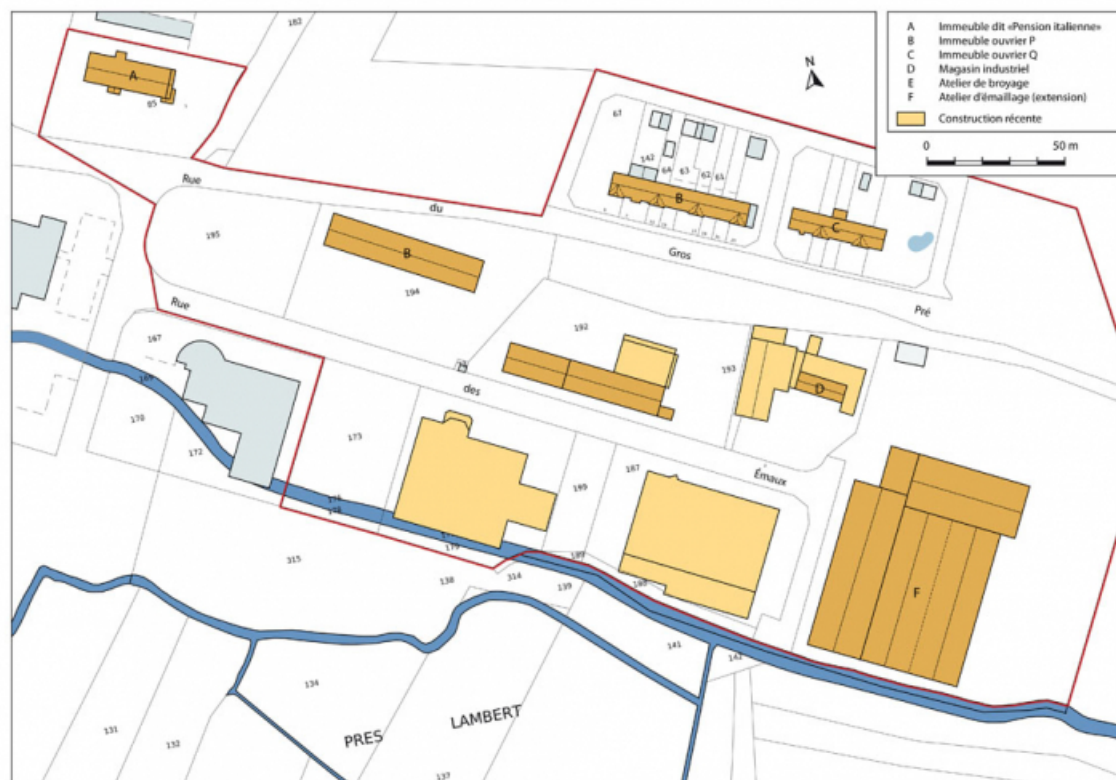 A Immeuble dit «Pension italienne»
B Immeuble ouvrier P
C Immeuble ouvrier Q
D Magasin industriel
E Atelier de broyage
F Atelier d'émaillage (extension)
Construction récente
0 50 m
N
182
A
85
67
142
64
63
62
61
B
C
Rue
du
Gros
Pré
195
B
194
Rue
des
Émaux
192
193
D
167
169
170
172
173
199
187
F
315
138
314
139
141
142
134
131
132
137
PRES
LAMBERT